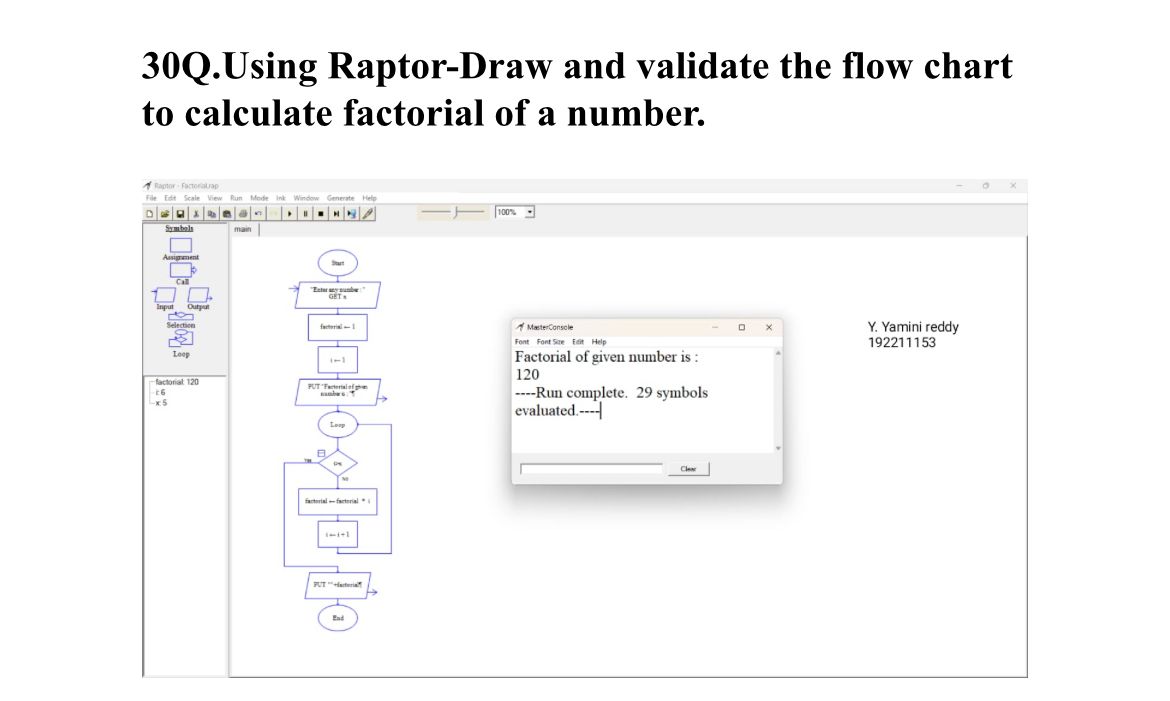 30Q.Using Raptor-Draw and validate the flow chart
to calculate factorial of a number.
Raptor - Factorial.rap
File Edit Scale View Run Mode Ink Window Generate Help
100%
Symbols
Assignment
Call
Input Output
Selection
Loop
factorial: 120
i: 6
x: 5
main
Start
"Enter any number : "
GET x
factorial ← 1
i ← 1
PUT "Factorial of given
number is : "¶
Loop
Yes
i>x
No
factorial ← factorial * i
i ← i + 1
PUT ""+factorial¶
End
MasterConsole
Font Font Size Edit Help
Factorial of given number is :
120
----Run complete. 29 symbols
evaluated.----
Clear
Y. Yamini reddy
192211153